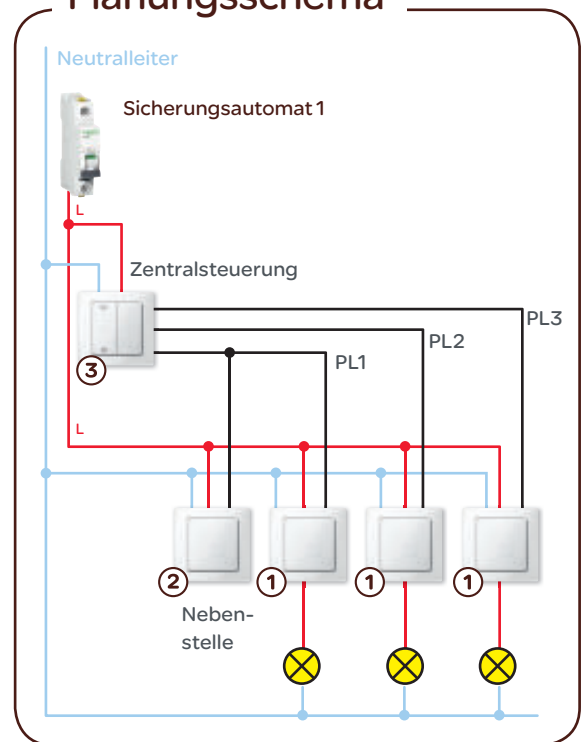 Planungsschema
Neutralleiter
Sicherungsautomat 1
L
Zentralsteuerung
PL3
PL2
PL1
3
L
2
1
1
1
Neben-
stelle